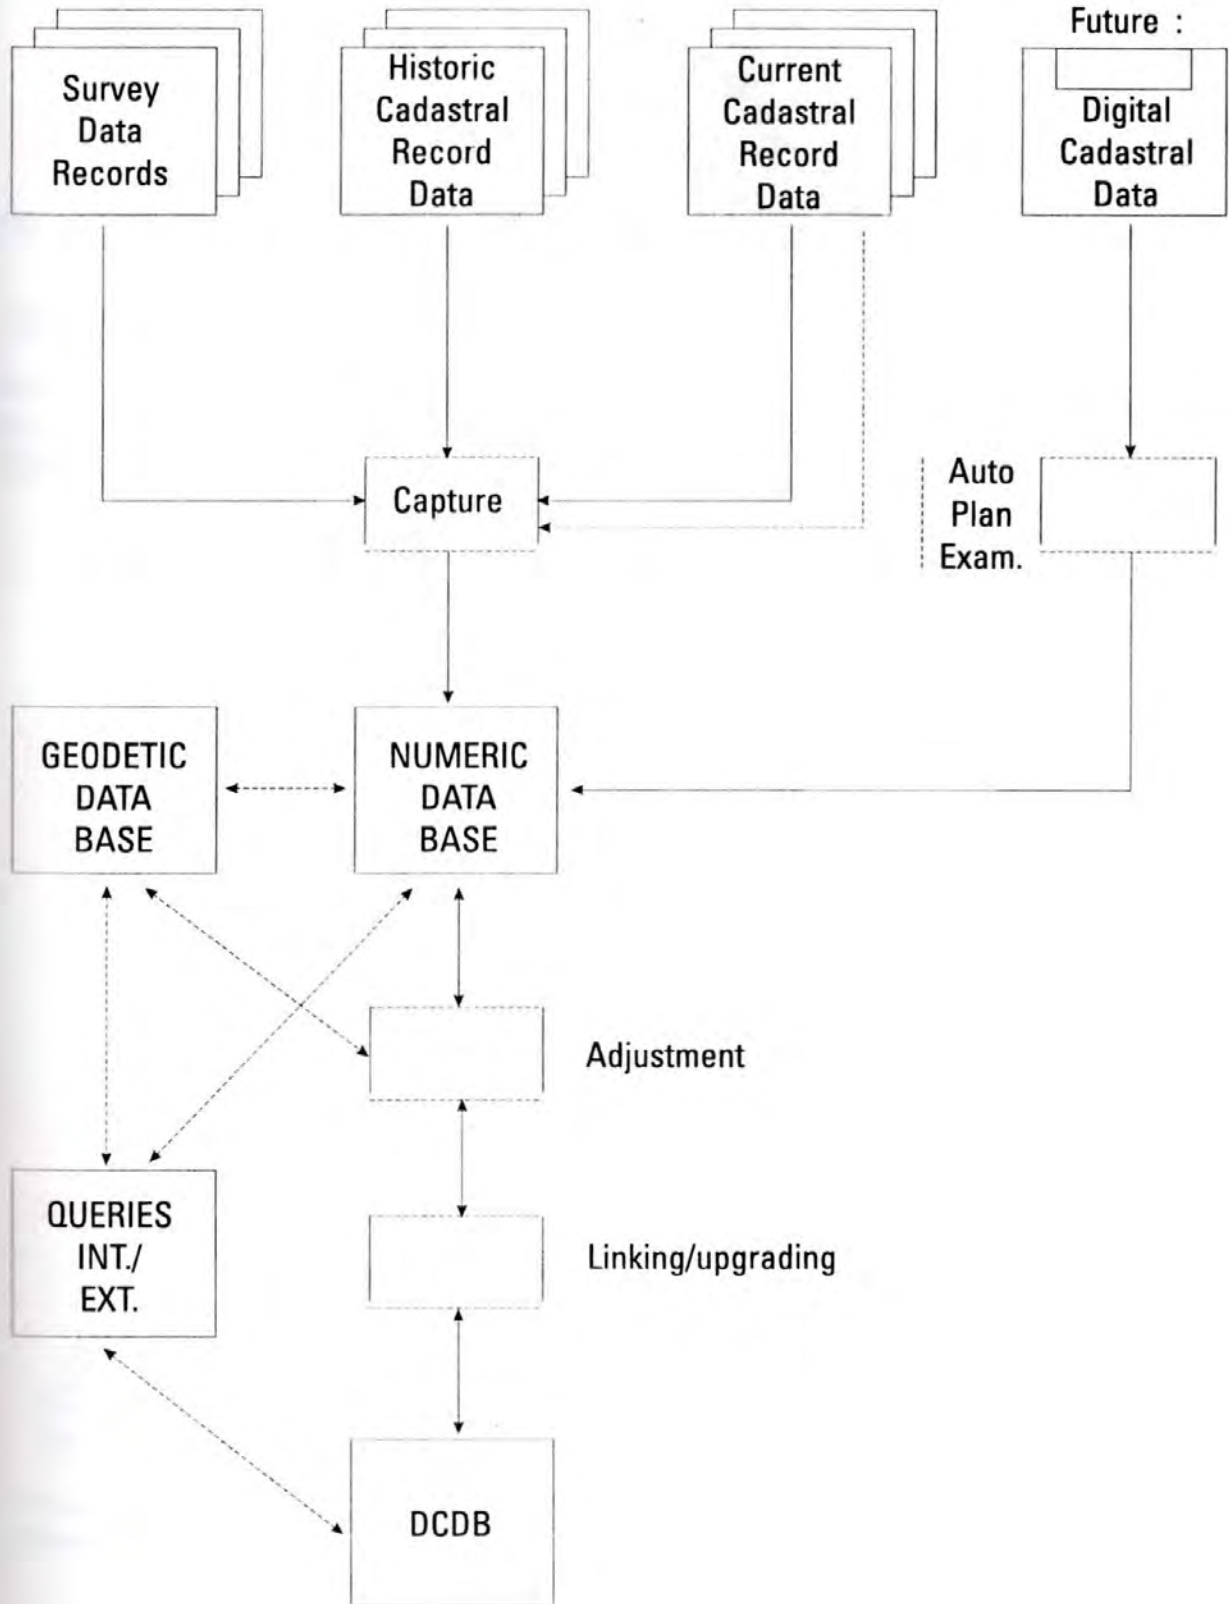 Survey
Data
Records
Historic
Cadastral
Record
Data
Current
Cadastral
Record
Data
Future :
Digital
Cadastral
Data
Capture
Auto
Plan
Exam.
GEODETIC
DATA
BASE
NUMERIC
DATA
BASE
Adjustment
QUERIES
INT./
EXT.
Linking/upgrading
DCDB